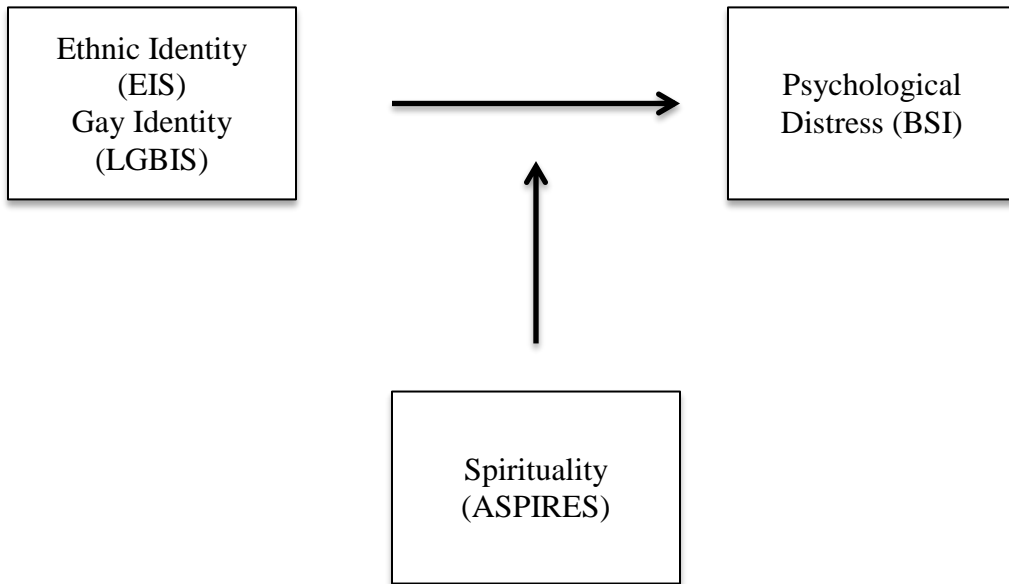 Ethnic Identity
(EIS)
Gay Identity
(LGBIS)
Psychological
Distress (BSI)
Spirituality
(ASPIRES)